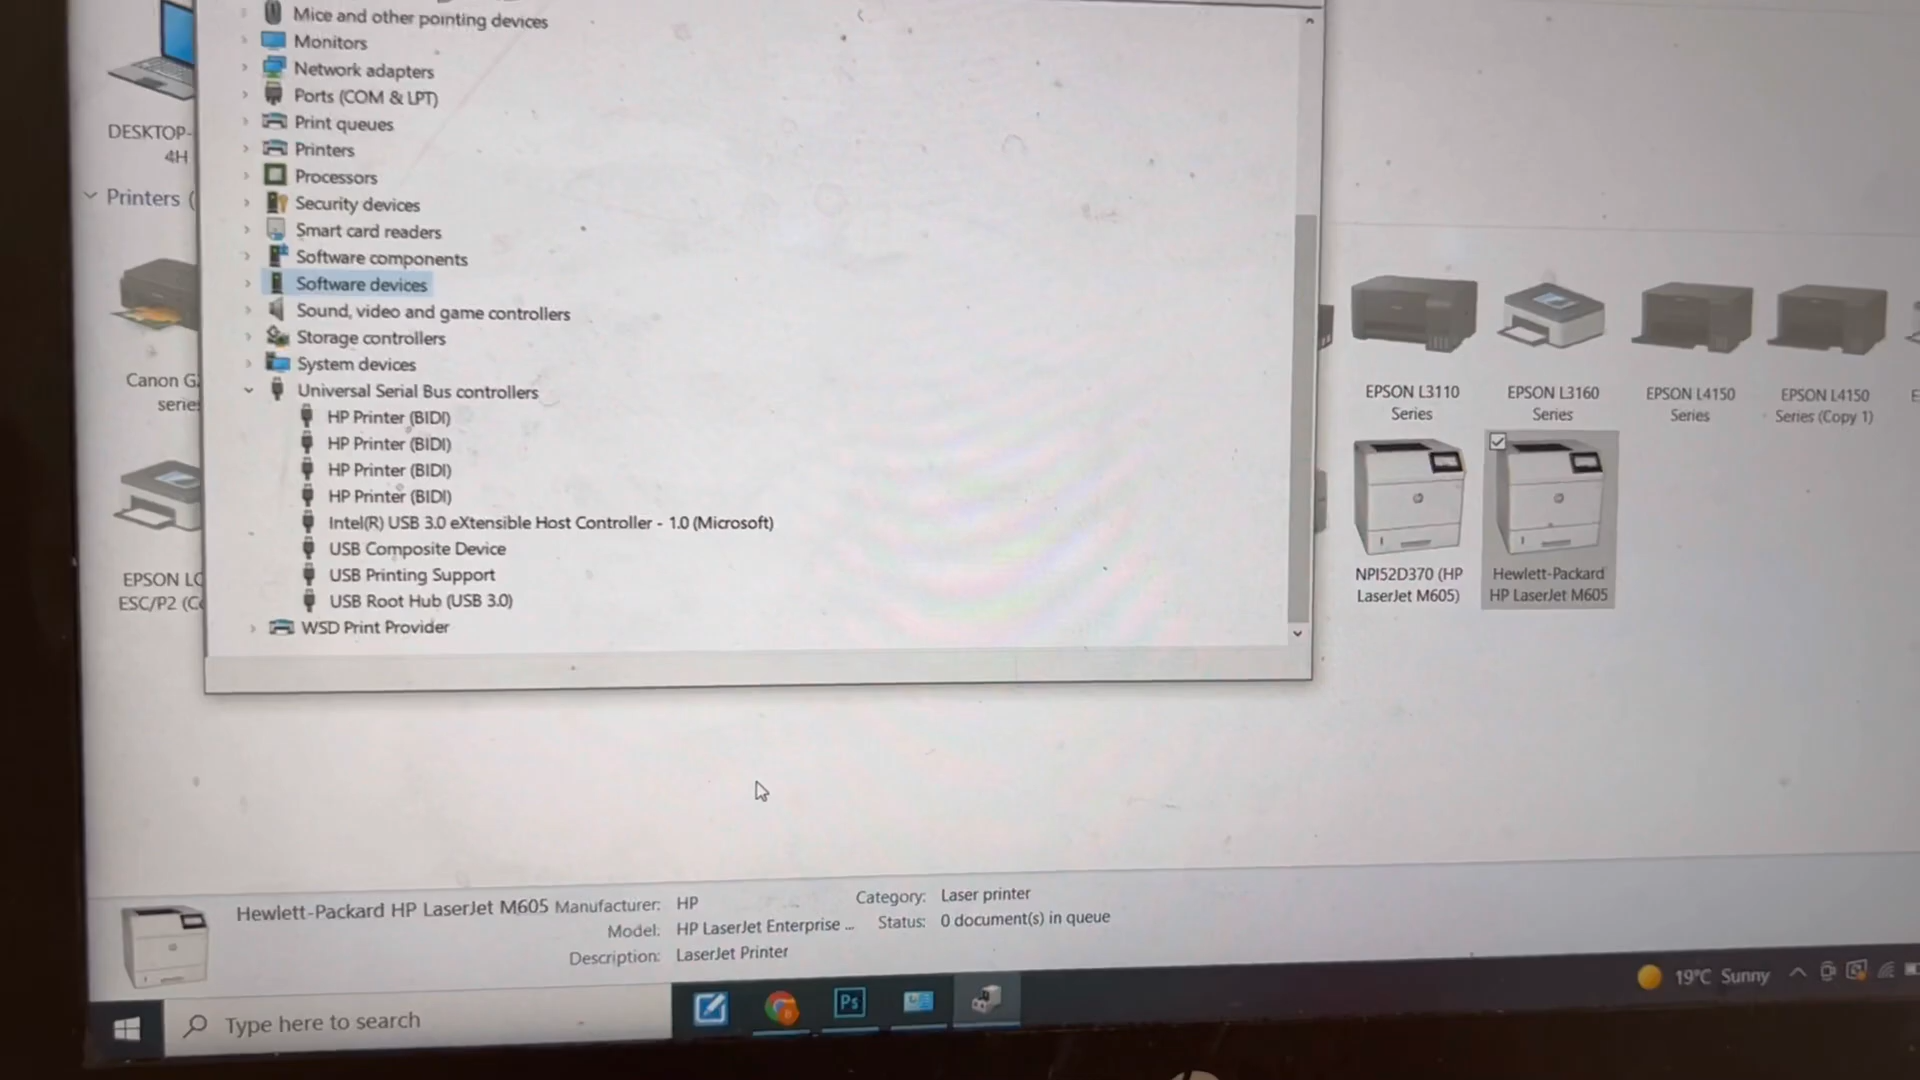 Mice and other pointing devices
Monitors
Network adapters
Ports (COM & LPT)
Print queues
Printers
Processors
Security devices
Smart card readers
Software components
Software devices
Sound, video and game controllers
Storage controllers
System devices
Universal Serial Bus controllers
HP Printer (BIDI)
HP Printer (BIDI)
HP Printer (BIDI)
HP Printer (BIDI)
Intel(R) USB 3.0 eXtensible Host Controller - 1.0 (Microsoft)
USB Composite Device
USB Printing Support
USB Root Hub (USB 3.0)
WSD Print Provider
DESKTOP-
4H
Printers (
Canon G
series
EPSON L
ESC/P2 (C
EPSON L3110
Series
EPSON L3160
Series
EPSON L4150
Series
EPSON L4150
Series (Copy 1)
E
NPI52D370 (HP
LaserJet M605)
Hewlett-Packard
HP LaserJet M605
Hewlett-Packard HP LaserJet M605
Manufacturer: HP
Model: HP LaserJet Enterprise ...
Description: LaserJet Printer
Category: Laser printer
Status: 0 document(s) in queue
Type here to search
Ps
19°C Sunny